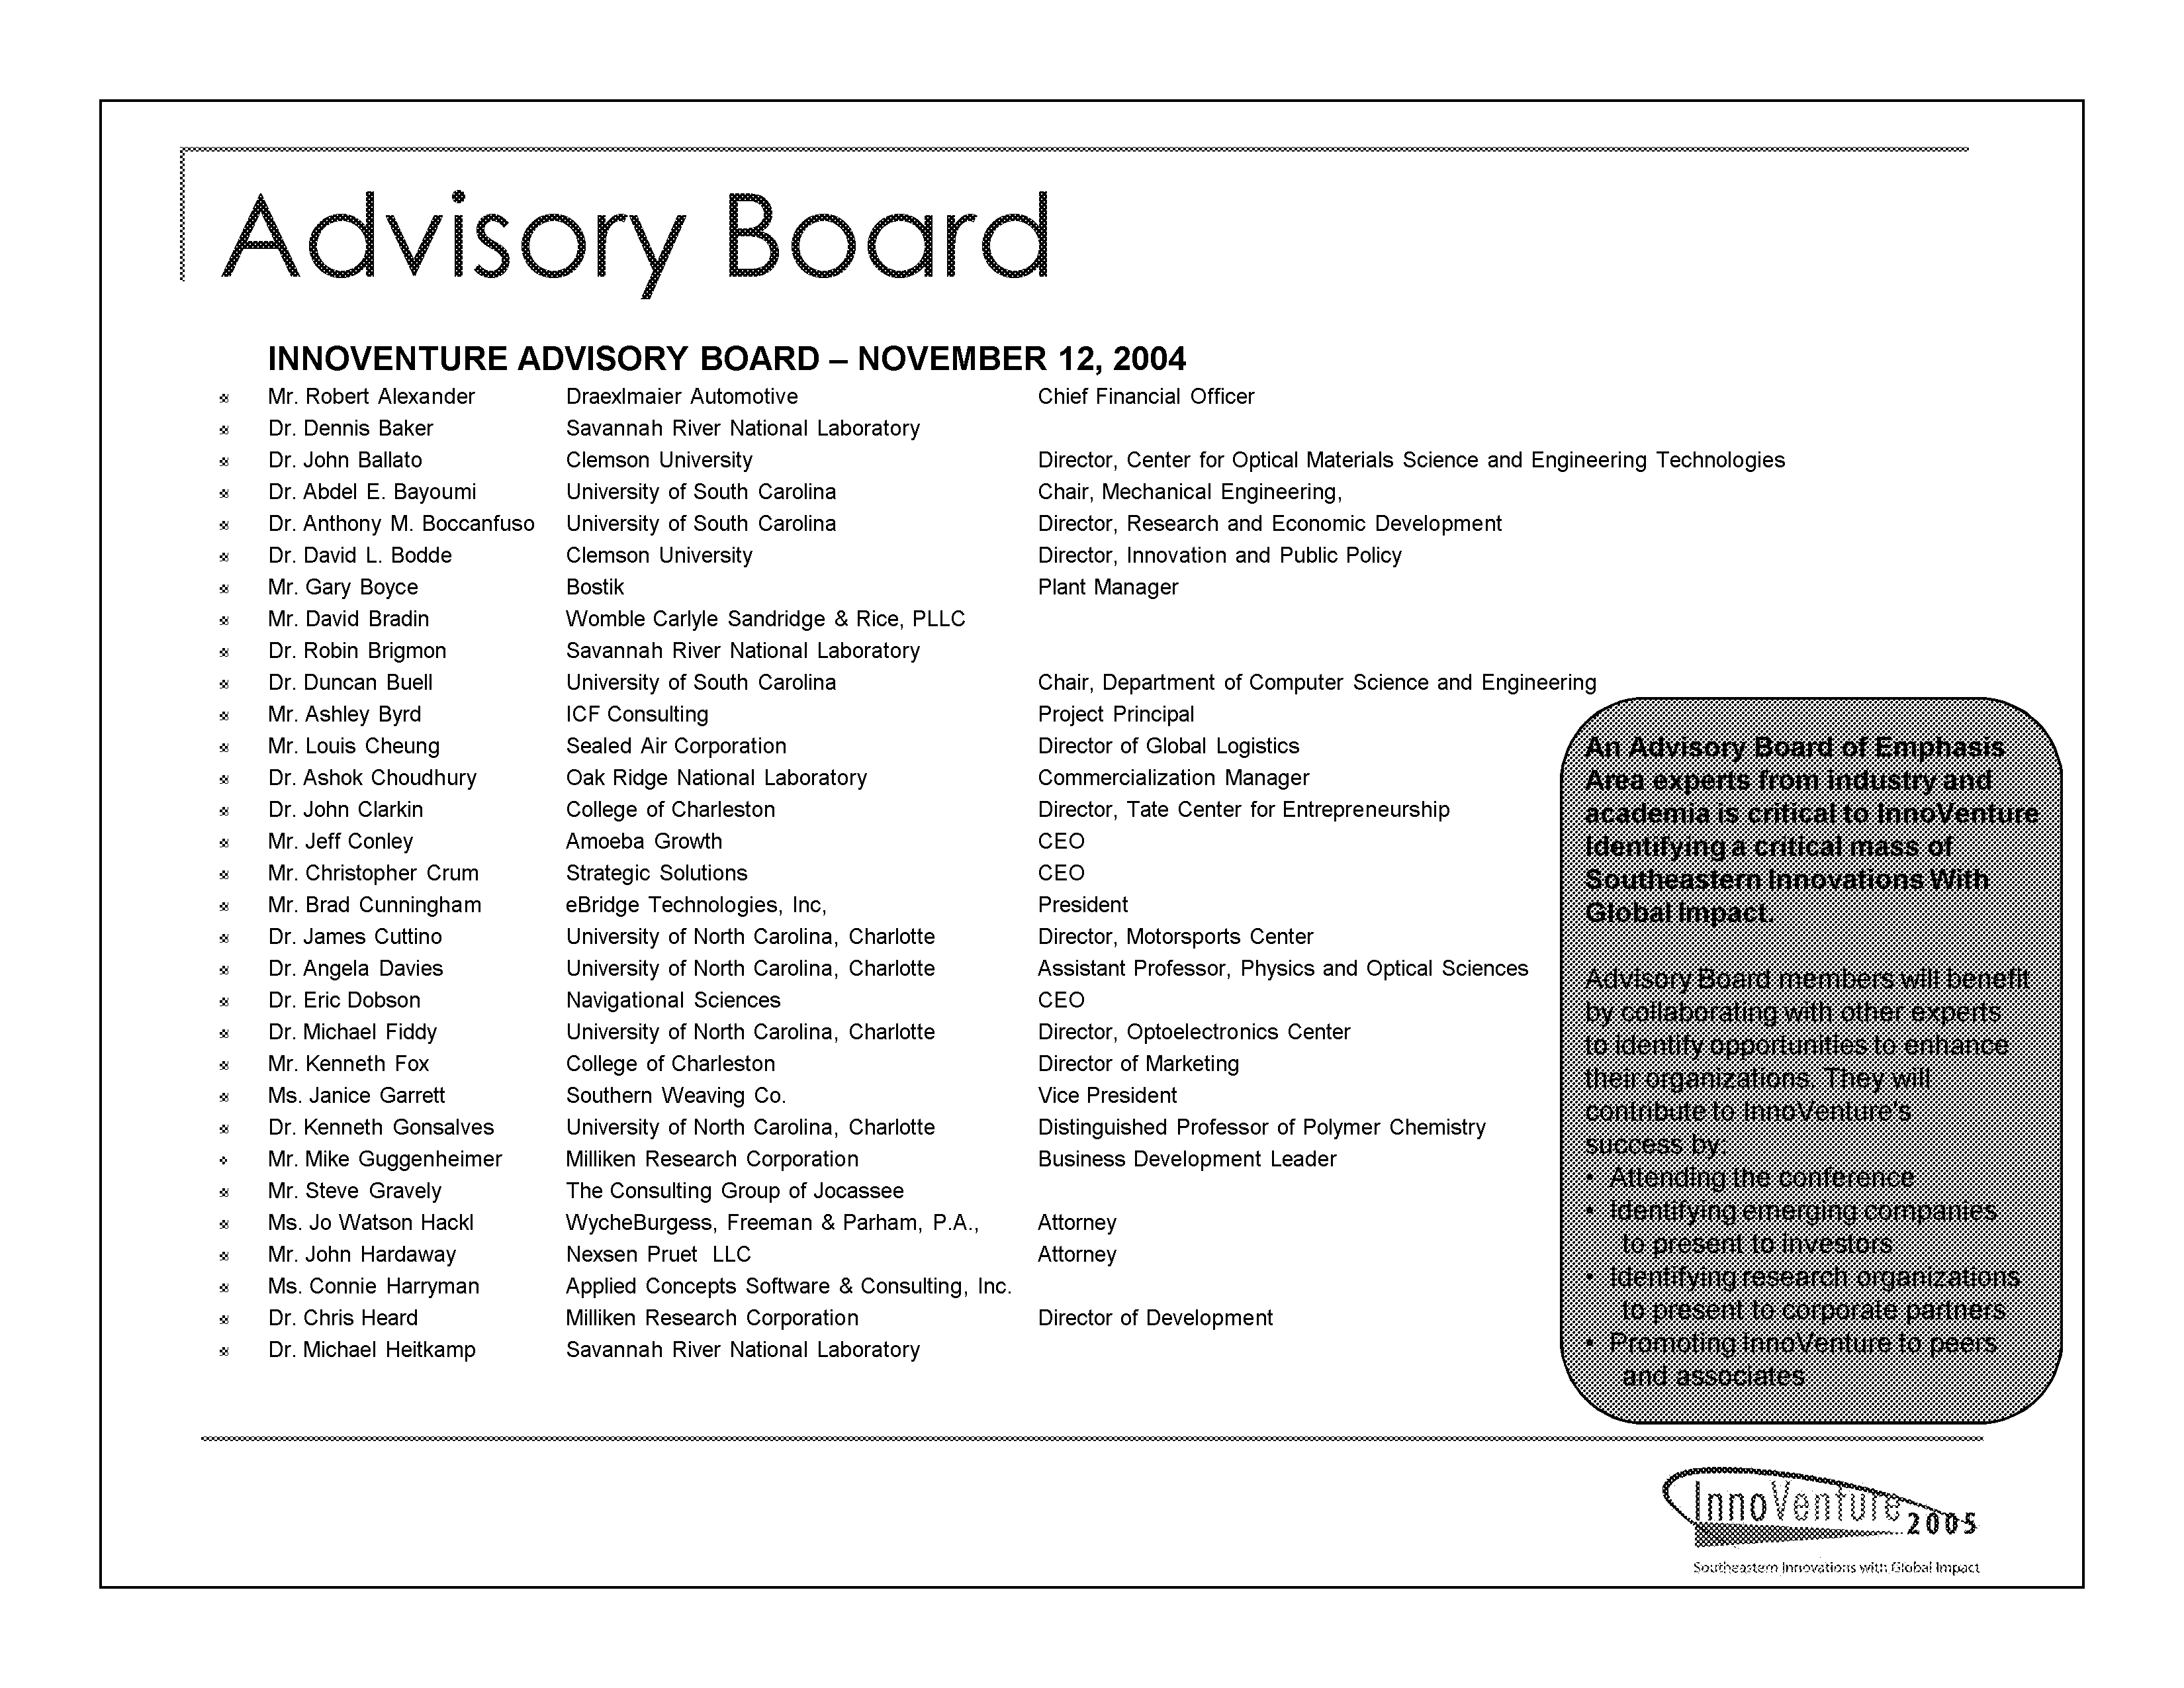 Advisory Board
INNOVENTURE ADVISORY BOARD – NOVEMBER 12, 2004
Mr. Robert Alexander Draexlmaier Automotive Chief Financial Officer
Dr. Dennis Baker Savannah River National Laboratory
Dr. John Ballato Clemson University Director, Center for Optical Materials Science and Engineering Technologies
Dr. Abdel E. Bayoumi University of South Carolina Chair, Mechanical Engineering,
Dr. Anthony M. Boccanfuso University of South Carolina Director, Research and Economic Development
Dr. David L. Bodde Clemson University Director, Innovation and Public Policy
Mr. Gary Boyce Bostik Plant Manager
Mr. David Bradin Womble Carlyle Sandridge & Rice, PLLC
Dr. Robin Brigmon Savannah River National Laboratory
Dr. Duncan Buell University of South Carolina Chair, Department of Computer Science and Engineering
Mr. Ashley Byrd ICF Consulting Project Principal
Mr. Louis Cheung Sealed Air Corporation Director of Global Logistics
Dr. Ashok Choudhury Oak Ridge National Laboratory Commercialization Manager
Dr. John Clarkin College of Charleston Director, Tate Center for Entrepreneurship
Mr. Jeff Conley Amoeba Growth CEO
Mr. Christopher Crum Strategic Solutions CEO
Mr. Brad Cunningham eBridge Technologies, Inc, President
Dr. James Cuttino University of North Carolina, Charlotte Director, Motorsports Center
Dr. Angela Davies University of North Carolina, Charlotte Assistant Professor, Physics and Optical Sciences
Dr. Eric Dobson Navigational Sciences CEO
Dr. Michael Fiddy University of North Carolina, Charlotte Director, Optoelectronics Center
Mr. Kenneth Fox College of Charleston Director of Marketing
Ms. Janice Garrett Southern Weaving Co. Vice President
Dr. Kenneth Gonsalves University of North Carolina, Charlotte Distinguished Professor of Polymer Chemistry
Mr. Mike Guggenheimer Milliken Research Corporation Business Development Leader
Mr. Steve Gravely The Consulting Group of Jocassee
Ms. Jo Watson Hackl WycheBurgess, Freeman & Parham, P.A., Attorney
Mr. John Hardaway Nexsen Pruet LLC Attorney
Ms. Connie Harryman Applied Concepts Software & Consulting, Inc.
Dr. Chris Heard Milliken Research Corporation Director of Development
Dr. Michael Heitkamp Savannah River National Laboratory
An Advisory Board of Emphasis
Area experts from industry and
academia is critical to InnoVenture
Identifying a critical mass of
Southeastern Innovations With
Global Impact.
Advisory Board members will benefit
by collaborating with other experts
to identify opportunities to enhance
their organizations. They will
contribute to InnoVenture's
success by:
• Attending the conference
• Identifying emerging companies
to present to investors
• Identifying research organizations
to present to corporate partners
• Promoting InnoVenture to peers
and associates
InnoVenture 2005
Southeastern Innovations with Global Impact